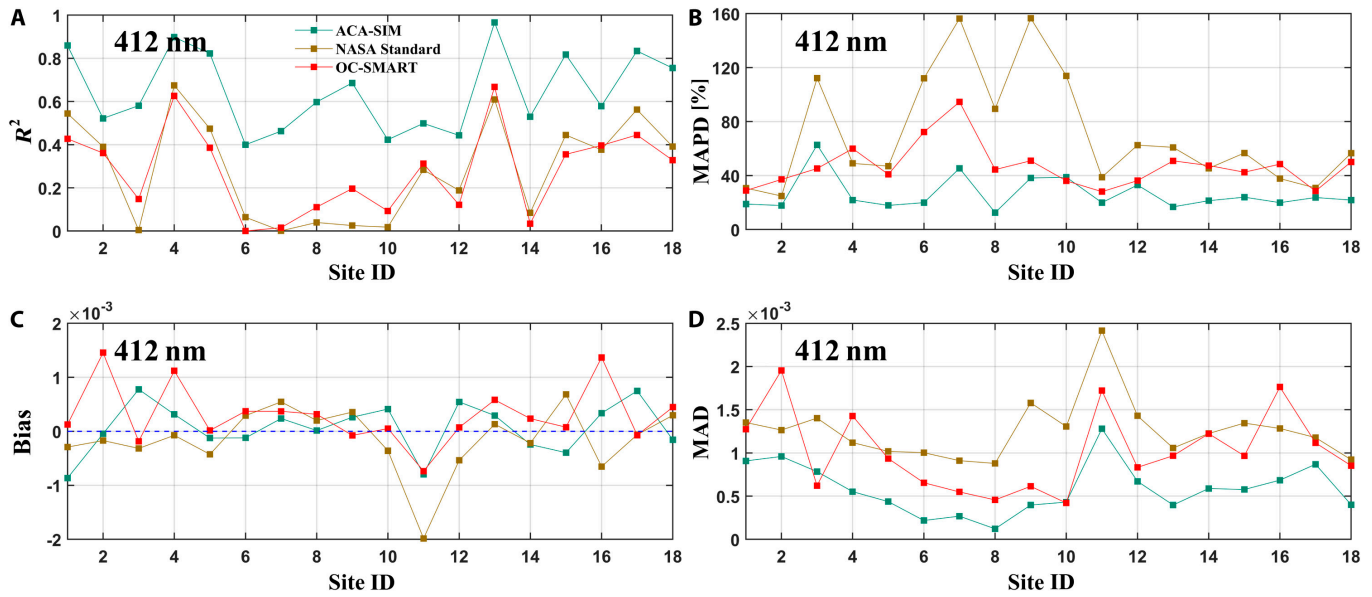 A
412 nm
ACA-SIM
NASA Standard
OC-SMART
1
0.8
0.6
0.4
0.2
0
R²
2 4 6 8 10 12 14 16 18
Site ID
B
412 nm
160
120
80
40
0
MAPD [%]
2 4 6 8 10 12 14 16 18
Site ID
C
×10⁻³
412 nm
2
1
0
-1
-2
Bias
2 4 6 8 10 12 14 16 18
Site ID
D
×10⁻³
412 nm
2.5
2
1.5
1
0.5
0
MAD
2 4 6 8 10 12 14 16 18
Site ID